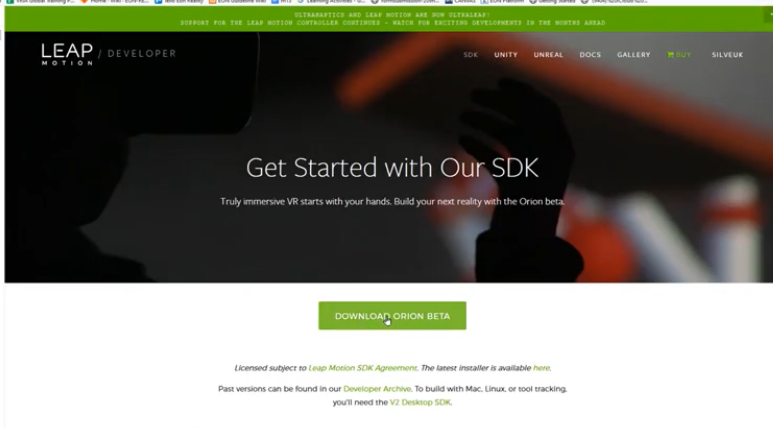 ULTRAHAPTICS AND LEAP MOTION ARE NOW ULTRALEAP!
SUPPORT FOR THE LEAP MOTION CONTROLLER CONTINUES - WATCH FOR EXCITING DEVELOPMENTS IN THE MONTHS AHEAD
LEAP MOTION / DEVELOPER
SDK UNITY UNREAL DOCS GALLERY BUY SILVEUK
Get Started with Our SDK
Truly immersive VR starts with your hands. Build your next reality with the Orion beta.
DOWNLOAD ORION BETA
Licensed subject to Leap Motion SDK Agreement. The latest installer is available here.
Past versions can be found in our Developer Archive. To build with Mac, Linux, or tool tracking,
you'll need the V2 Desktop SDK.